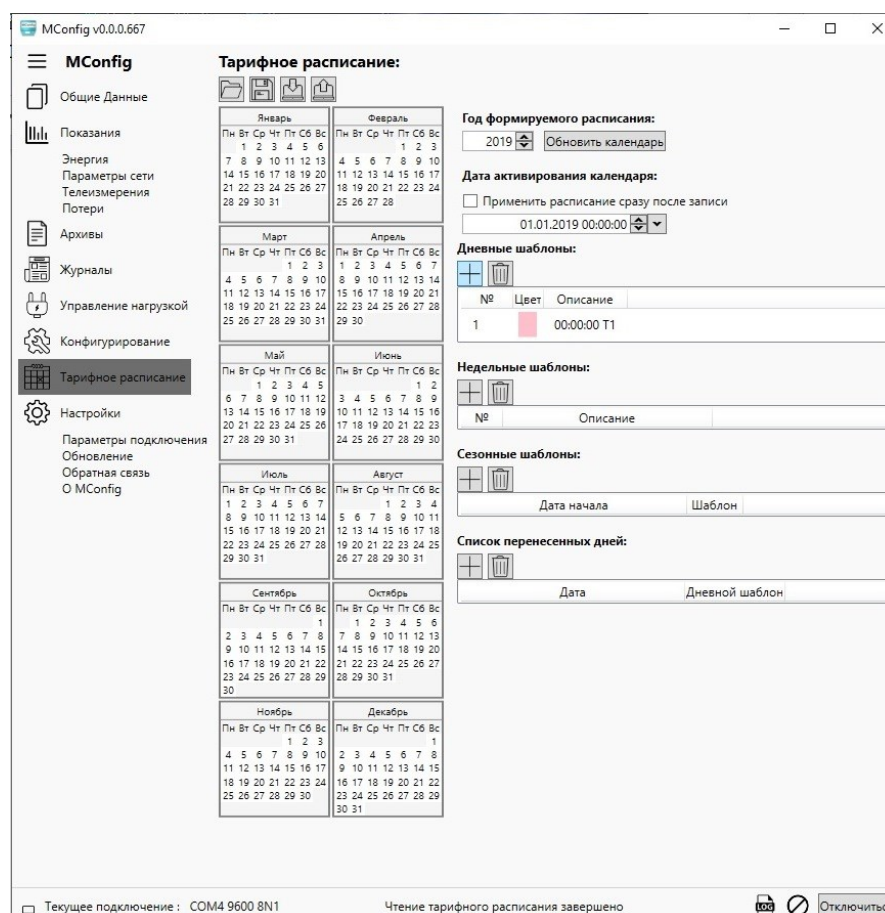 MConfig v0.0.0.667
MConfig
Общие Данные
Показания
Энергия
Параметры сети
Телеизмерения
Потери
Архивы
Журналы
Управление нагрузкой
Конфигурирование
Тарифное расписание
Настройки
Параметры подключения
Обновление
Обратная связь
О MConfig
Тарифное расписание:
Январь
Пн Вт Ср Чт Пт Сб Вс
1 2 3 4 5 6
7 8 9 10 11 12 13
14 15 16 17 18 19 20
21 22 23 24 25 26 27
28 29 30 31
Февраль
Пн Вт Ср Чт Пт Сб Вс
1 2 3
4 5 6 7 8 9 10
11 12 13 14 15 16 17
18 19 20 21 22 23 24
25 26 27 28
Март
Пн Вт Ср Чт Пт Сб Вс
1 2 3
4 5 6 7 8 9 10
11 12 13 14 15 16 17
18 19 20 21 22 23 24
25 26 27 28 29 30 31
Апрель
Пн Вт Ср Чт Пт Сб Вс
1 2 3 4 5 6 7
8 9 10 11 12 13 14
15 16 17 18 19 20 21
22 23 24 25 26 27 28
29 30
Май
Пн Вт Ср Чт Пт Сб Вс
1 2 3 4 5
6 7 8 9 10 11 12
13 14 15 16 17 18 19
20 21 22 23 24 25 26
27 28 29 30 31
Июнь
Пн Вт Ср Чт Пт Сб Вс
1 2
3 4 5 6 7 8 9
10 11 12 13 14 15 16
17 18 19 20 21 22 23
24 25 26 27 28 29 30
Июль
Пн Вт Ср Чт Пт Сб Вс
1 2 3 4 5 6 7
8 9 10 11 12 13 14
15 16 17 18 19 20 21
22 23 24 25 26 27 28
29 30 31
Август
Пн Вт Ср Чт Пт Сб Вс
1 2 3 4
5 6 7 8 9 10 11
12 13 14 15 16 17 18
19 20 21 22 23 24 25
26 27 28 29 30 31
Сентябрь
Пн Вт Ср Чт Пт Сб Вс
1
2 3 4 5 6 7 8
9 10 11 12 13 14 15
16 17 18 19 20 21 22
23 24 25 26 27 28 29
30
Октябрь
Пн Вт Ср Чт Пт Сб Вс
1 2 3 4 5 6
7 8 9 10 11 12 13
14 15 16 17 18 19 20
21 22 23 24 25 26 27
28 29 30 31
Ноябрь
Пн Вт Ср Чт Пт Сб Вс
1 2 3
4 5 6 7 8 9 10
11 12 13 14 15 16 17
18 19 20 21 22 23 24
25 26 27 28 29 30
Декабрь
Пн Вт Ср Чт Пт Сб Вс
1
2 3 4 5 6 7 8
9 10 11 12 13 14 15
16 17 18 19 20 21 22
23 24 25 26 27 28 29
30 31
Год формируемого расписания:
2019 Обновить календарь
Дата активирования календаря:
Применить расписание сразу после записи
01.01.2019 00:00:00
Дневные шаблоны:
№ Цвет Описание
1 00:00:00 T1
Недельные шаблоны:
№ Описание
Сезонные шаблоны:
Дата начала Шаблон
Список перенесенных дней:
Дата Дневной шаблон
Текущее подключение : COM4 9600 8N1 Чтение тарифного расписания завершено LOG Отключитьс